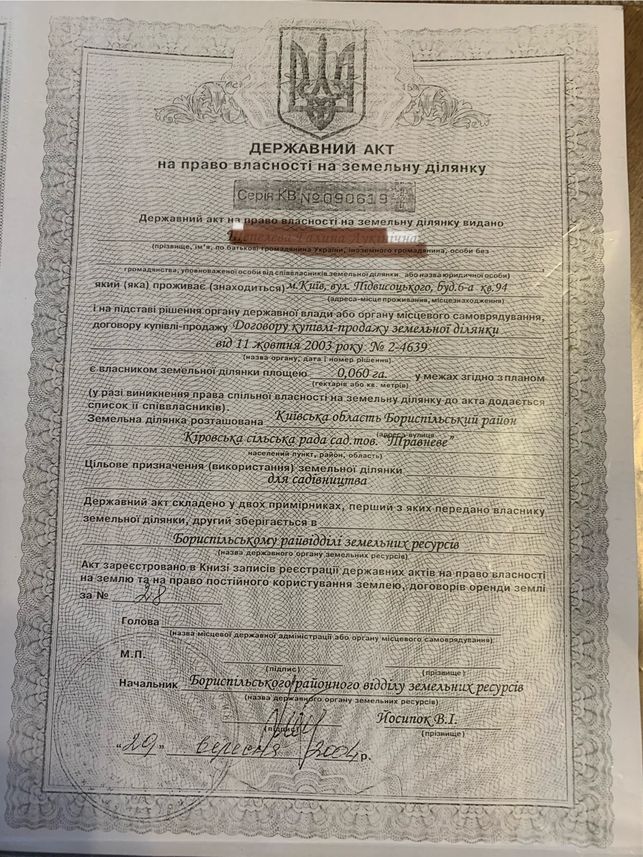 ДЕРЖАВНИЙ АКТ
на право власності на земельну ділянку
Серія КВ №090619
Державний акт на право власності на земельну ділянку видано
(прізвище, ім'я, по батькові громадянина України, іноземного громадянина, особи без
громадянства, уповноваженої особи від співвласників земельної ділянки або назва юридичної особи)
який (яка) проживає (знаходиться) м.Київ, вул. Підвисоцького, буд.6-а кв.94
(адреса-місце проживання, місцезнаходження)
і на підставі рішення органу державної влади або органу місцевого самоврядування,
договору купівлі-продажу Договору купівлі-продажу земельної ділянки
від 11 жовтня 2003 року № 2-4639
(назва органу, дата і номер рішення)
є власником земельної ділянки площею 0,060 га. у межах згідно з планом
(гектарів або кв. метрів)
(у разі виникнення права спільної власності на земельну ділянку до акта додається
список її співвласників).
Земельна ділянка розташована Київська область Бориспільський район
адреса-вулиця
Кіровська сільська рада сад.тов. "Травневе"
населений пункт, район, область)
Цільове призначення (використання) земельної ділянки
для садівництва
Державний акт складено у двох примірниках, перший з яких передано власнику
земельної ділянки, другий зберігається в
Бориспільському райвідділі земельних ресурсів
(назва державного органу земельних ресурсів)
Акт зареєстровано в Книзі записів реєстрації державних актів на право власності
на землю та на право постійного користування землею, договорів оренди землі
за № 28
Голова
(назва місцевої державної адміністрації або органу місцевого самоврядування)
М.П.
(підпис) (прізвище)
Начальник Бориспільського районного відділу земельних ресурсів
(назва державного органу земельних ресурсів)
Йосипок В.І.
(підпис) (прізвище)
"29" вересня 2004 р.